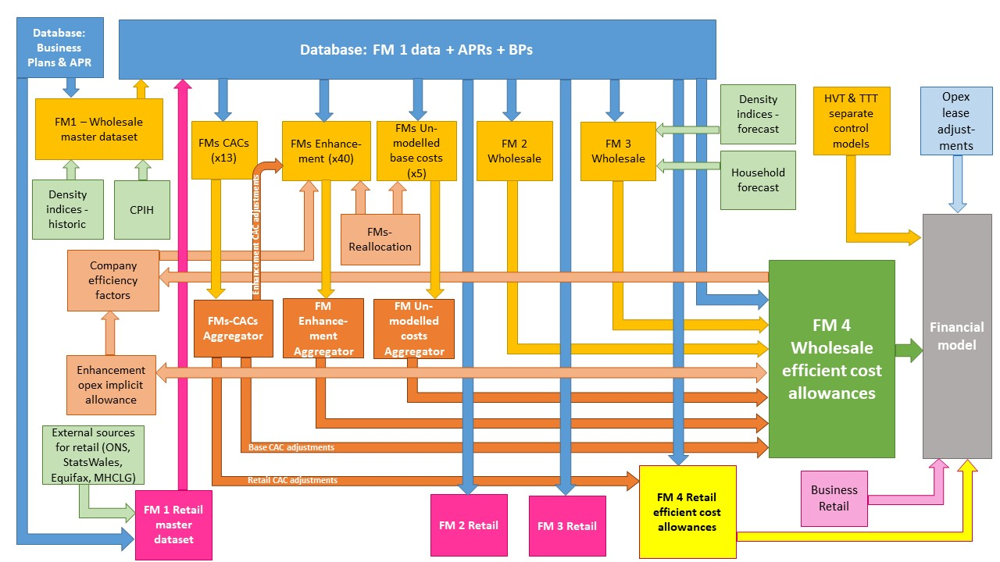 Database:
Business
Plans & APR
Database: FM 1 data + APRs + BPs
FM1 – Wholesale
master dataset
FMs CACs
(x13)
FMs Enhance-
ment (x40)
FMs Un-
modelled
base costs
(x5)
FM 2
Wholesale
FM 3
Wholesale
Density
indices -
forecast
HVT & TTT
separate
control
models
Opex
lease
adjust-
ments
Household
forecast
Density
indices -
historic
CPIH
Enhancement CAC adjustments
FMs-
Reallocation
Company
efficiency
factors
FMs-CACs
Aggregator
FM
Enhance-
ment
Aggregator
FM Un-
modelled
costs
Aggregator
FM 4
Wholesale
efficient cost
allowances
Financial
model
Enhancement
opex implicit
allowance
External sources
for retail (ONS,
StatsWales,
Equifax, MHCLG)
Base CAC adjustments
Retail CAC adjustments
FM 1 Retail
master
dataset
FM 2 Retail
FM 3 Retail
FM 4 Retail
efficient cost
allowances
Business
Retail